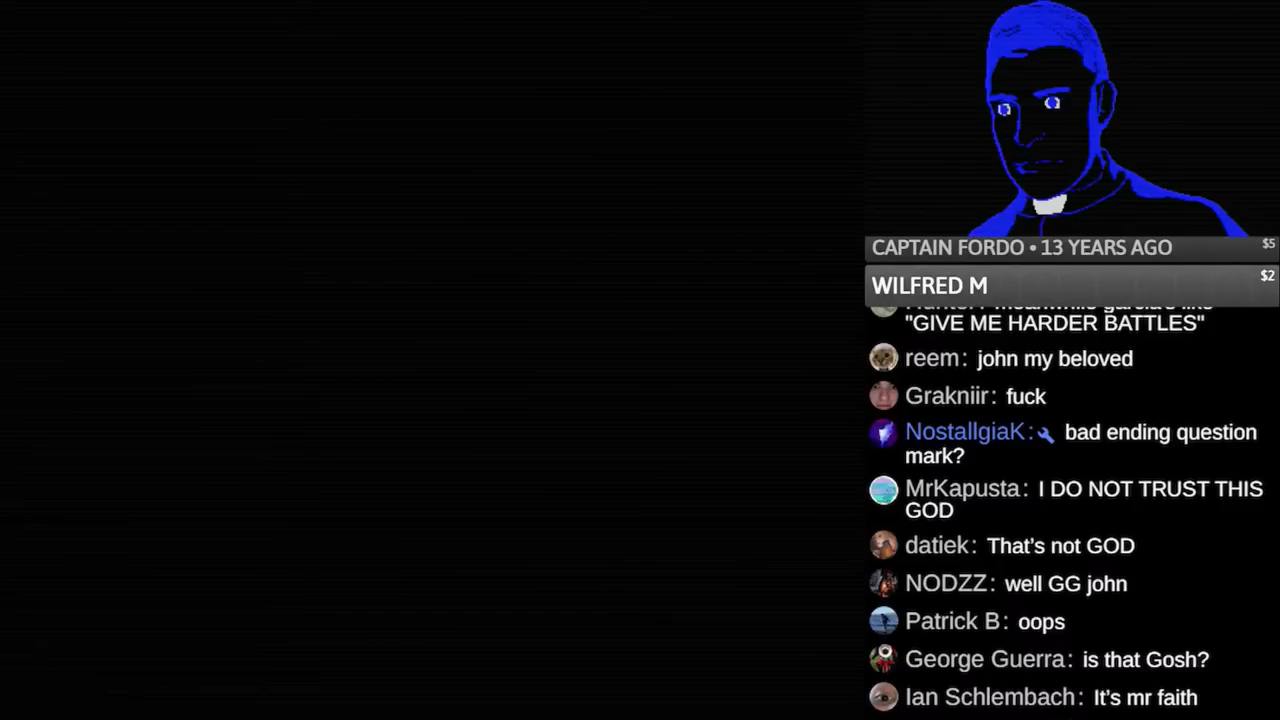 CAPTAIN FORDO • 13 YEARS AGO $5
WILFRED M $2
"GIVE ME HARDER BATTLES"
reem: john my beloved
Grakniir: fuck
NostallgiaK: bad ending question
mark?
MrKapusta: I DO NOT TRUST THIS
GOD
datiek: That's not GOD
NODZZ: well GG john
Patrick B: oops
George Guerra: is that Gosh?
Ian Schlembach: It's mr faith